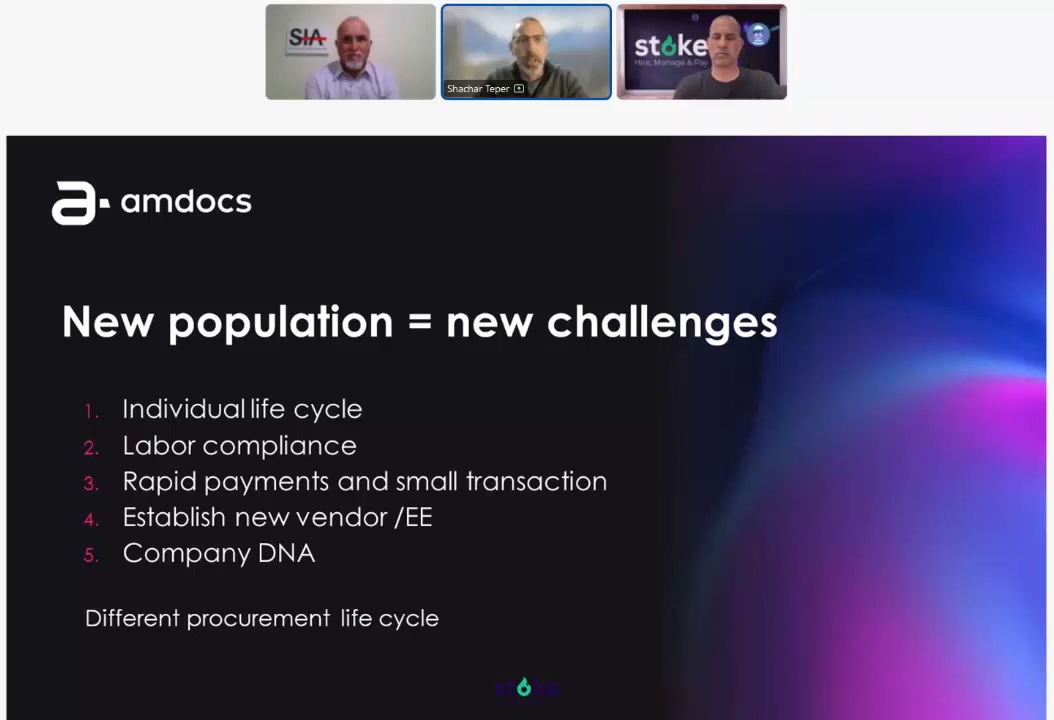 SIA
Shachar Teper
stoke
Hire, Manage & Pay
amdocs
New population = new challenges
1. Individual life cycle
2. Labor compliance
3. Rapid payments and small transaction
4. Establish new vendor /EE
5. Company DNA
Different procurement life cycle
stoke